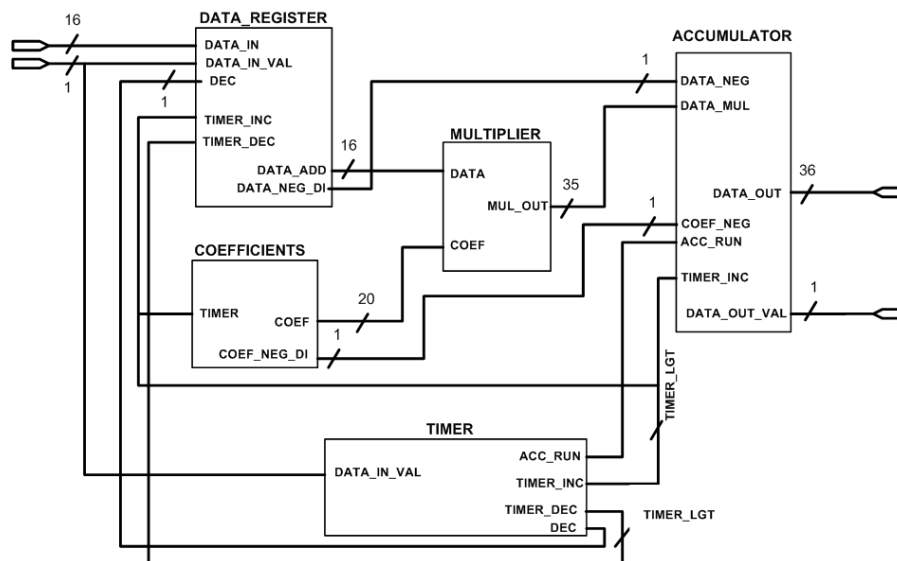 DATA_REGISTER
16
DATA_IN
DATA_IN_VAL
1
1
DEC
TIMER_INC
TIMER_DEC
DATA_ADD
16
DATA_NEG_DI
MULTIPLIER
DATA
MUL_OUT
35
COEF
ACCUMULATOR
1
DATA_NEG
DATA_MUL
DATA_OUT
36
1
COEF_NEG
ACC_RUN
TIMER_INC
DATA_OUT_VAL
1
COEFFICIENTS
TIMER
COEF
20
COEF_NEG_DI
1
TIMER_LGT
TIMER
DATA_IN_VAL
ACC_RUN
TIMER_INC
TIMER_DEC
DEC
TIMER_LGT